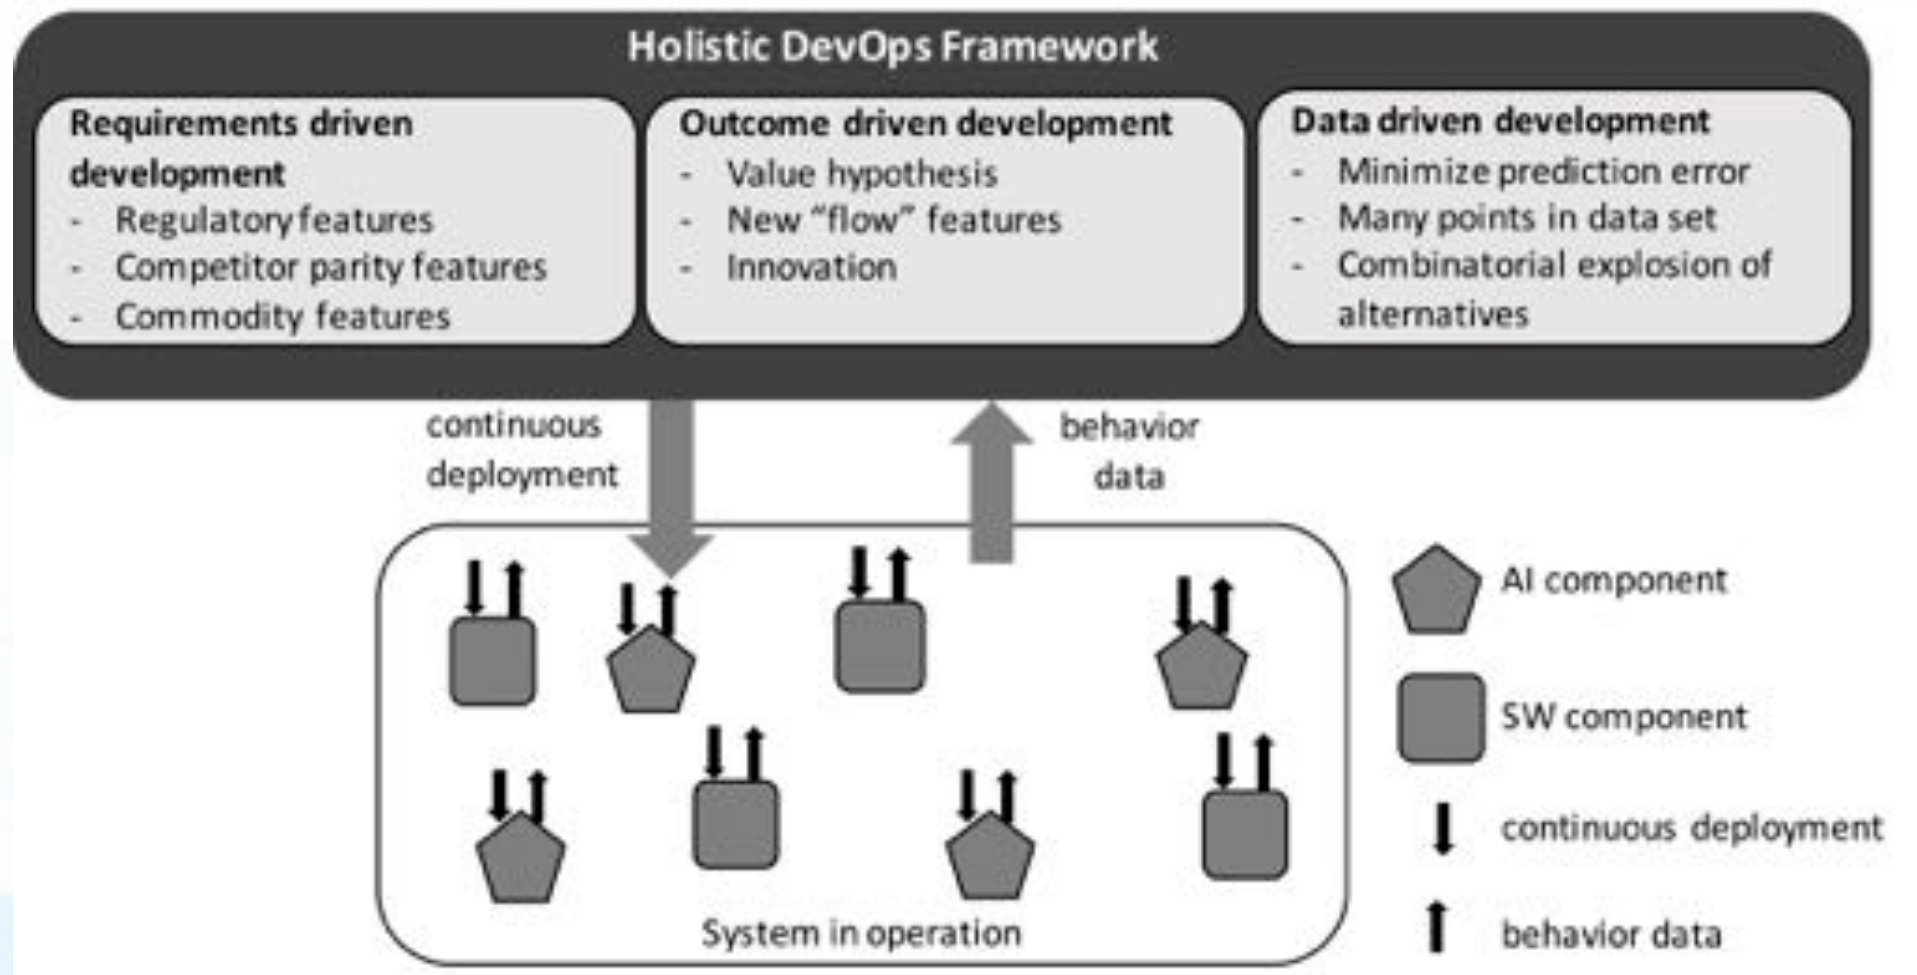 Holistic DevOps Framework
Requirements driven
development
- Regulatory features
- Competitor parity features
- Commodity features
Outcome driven development
- Value hypothesis
- New “flow” features
- Innovation
Data driven development
- Minimize prediction error
- Many points in data set
- Combinatorial explosion of
alternatives
continuous
deployment
behavior
data
System in operation
AI component
SW component
continuous deployment
behavior data